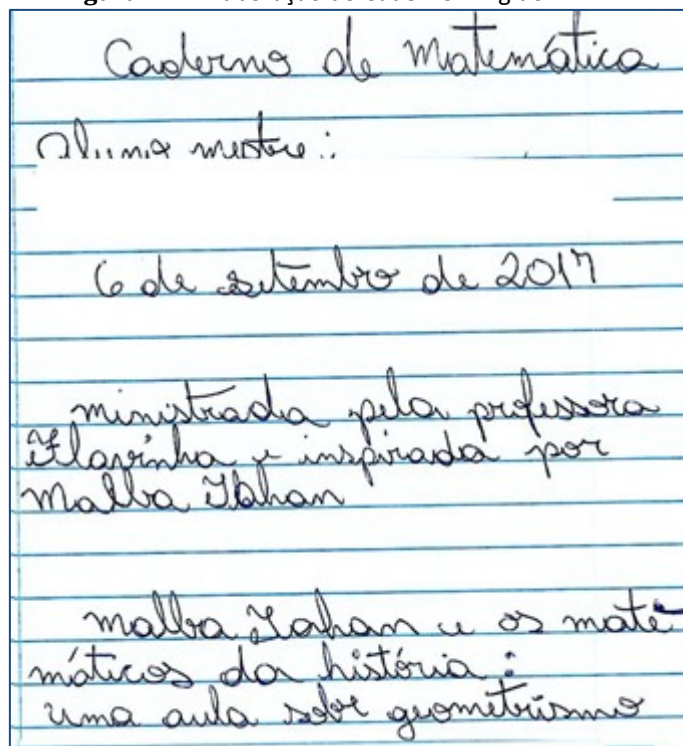 Caderno de Matemática
Aluna mestre:
6 de setembro de 2017
ministrada pela professora
Flavinha e inspirada por
Malba Tahan
malba Tahan e os mate
máticos da história:
uma aula sobre geometrismo